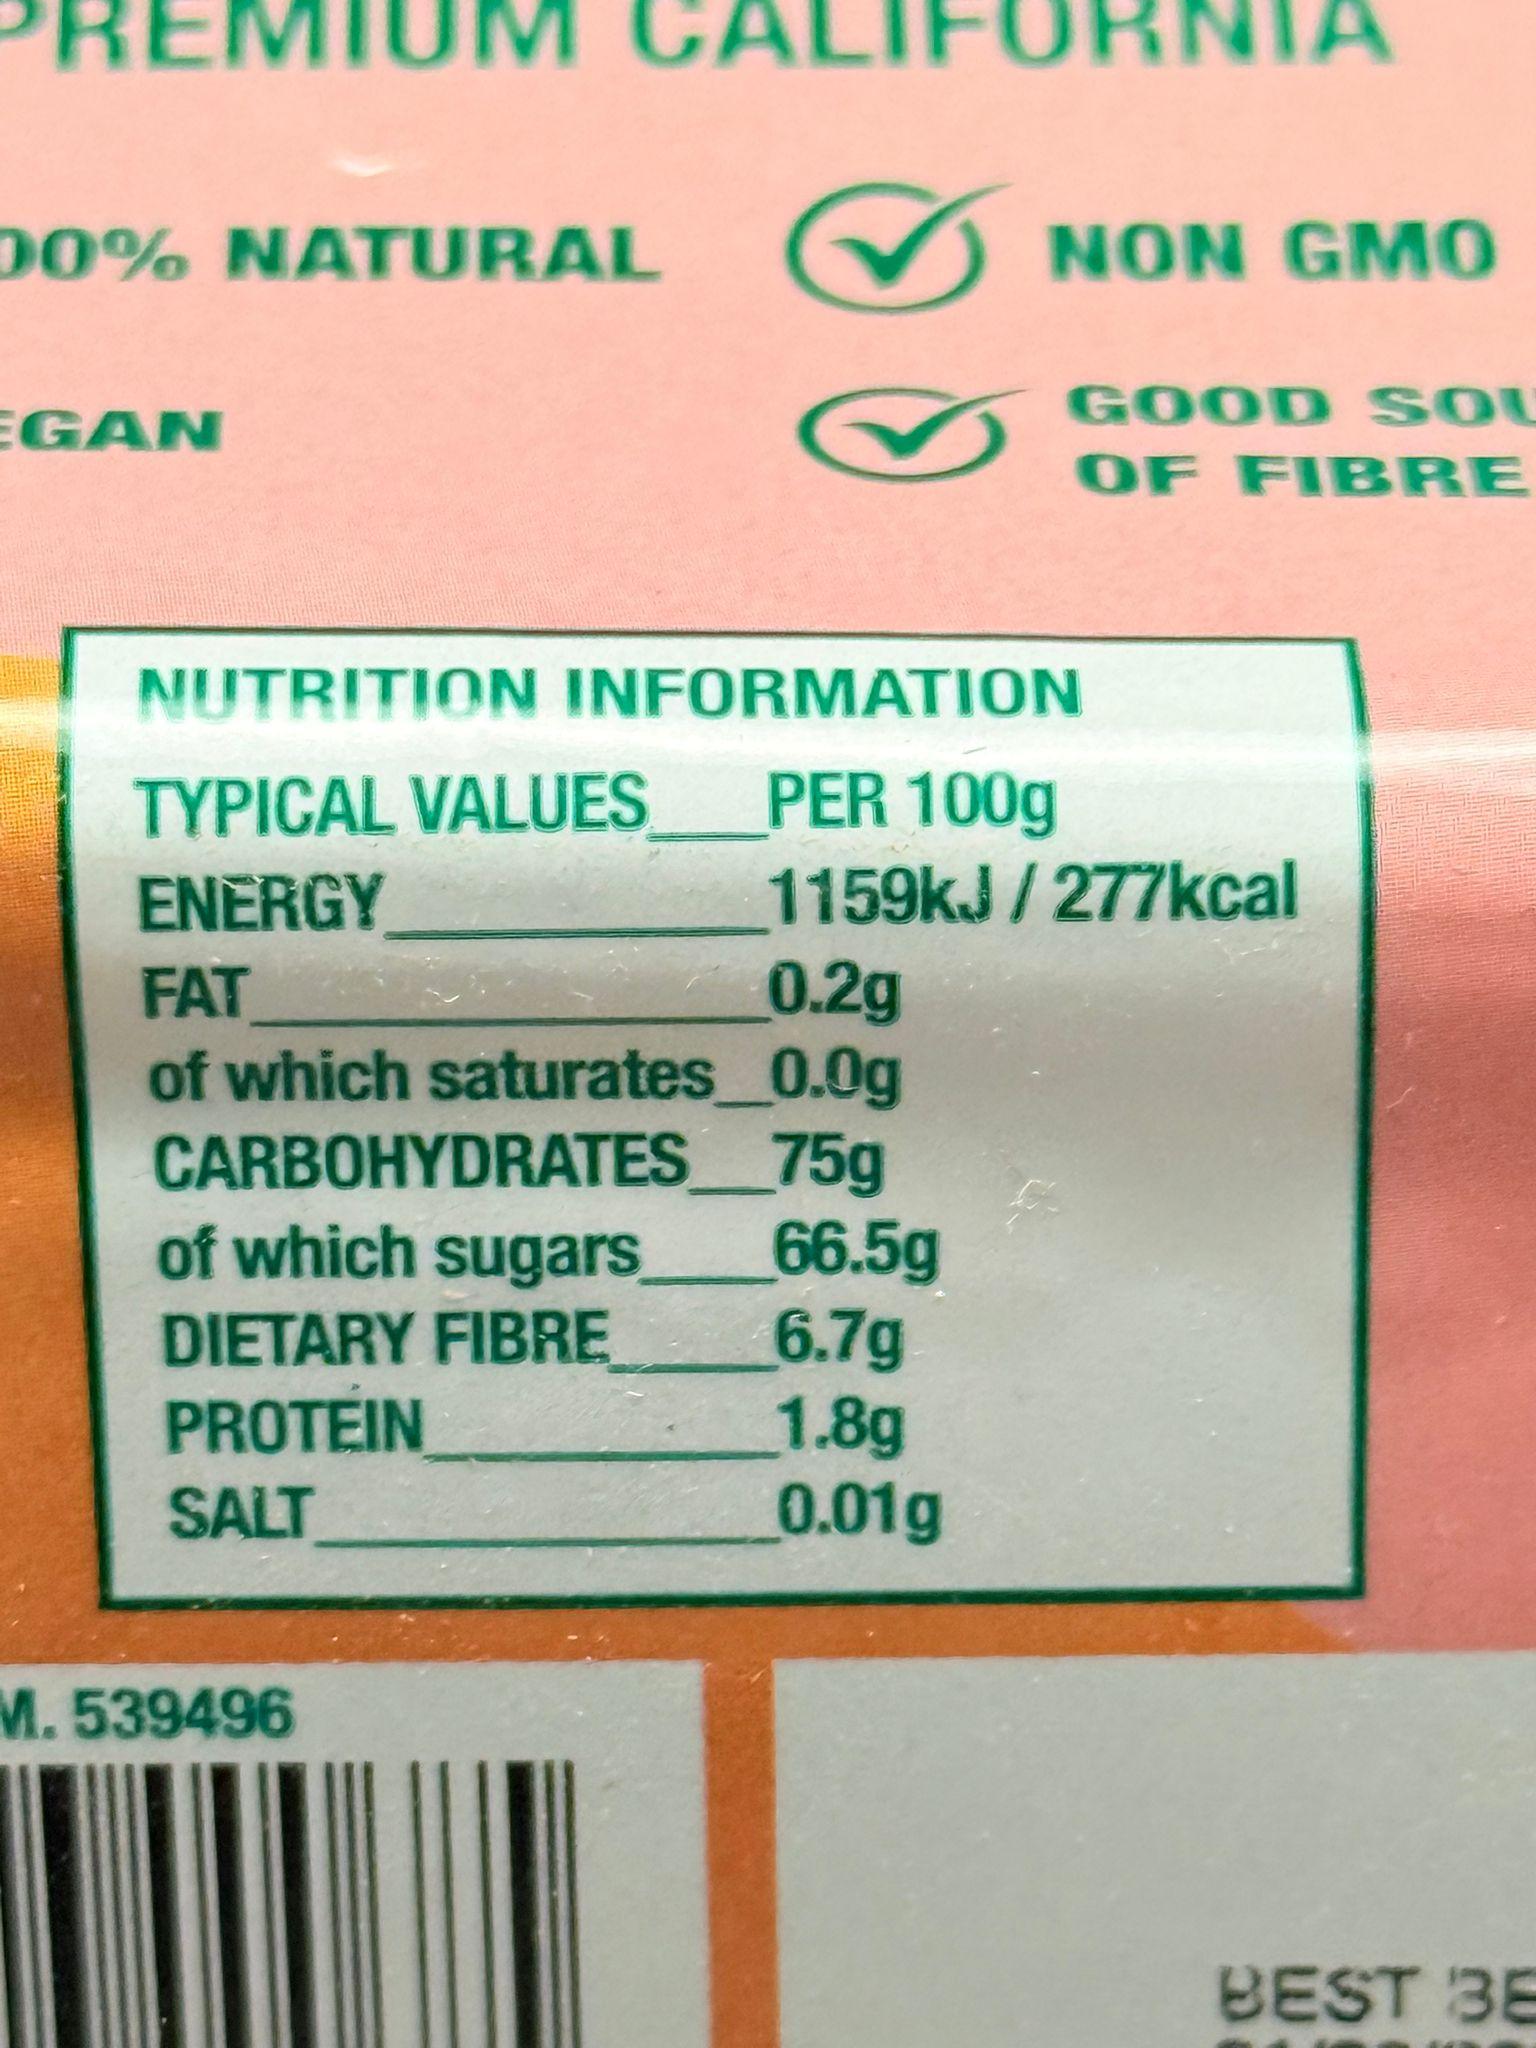 PREMIUM CALIFORNIA
00% NATURAL
NON GMO
EGAN
GOOD SOU
OF FIBRE
NUTRITION INFORMATION
TYPICAL VALUES PER 100g
ENERGY 1159kJ / 277kcal
FAT 0.2g
of which saturates 0.0g
CARBOHYDRATES 75g
of which sugars 66.5g
DIETARY FIBRE 6.7g
PROTEIN 1.8g
SALT 0.01g
M. 539496
BEST BE